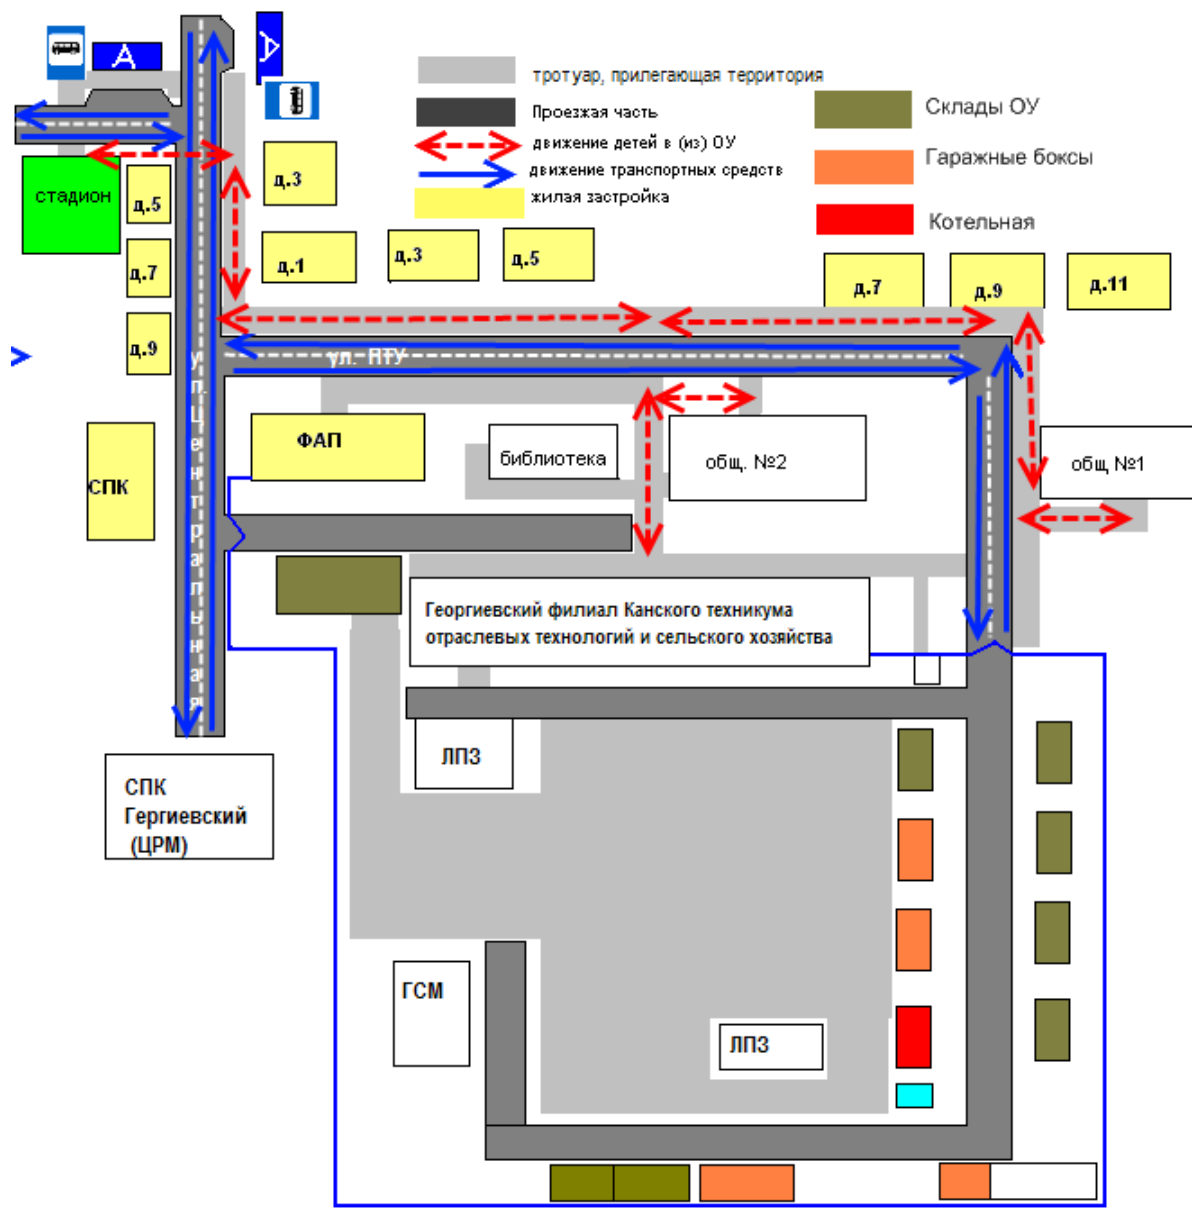 А
А
тротуар, прилегающая территория
Проезжая часть
движение детей в (из) ОУ
движение транспортных средств
жилая застройка
Склады ОУ
Гаражные боксы
Котельная
стадион
д.5
д.3
д.7
д.1
д.3
д.5
д.7
д.9
д.11
д.9
ул. ПТУ
ул. Центральная
ФАП
СПК
библиотека
общ. №2
общ №1
Георгиевский филиал Канского техникума
отраслевых технологий и сельского хозяйства
ЛПЗ
СПК
Гергиевский
(ЦРМ)
ГСМ
ЛПЗ